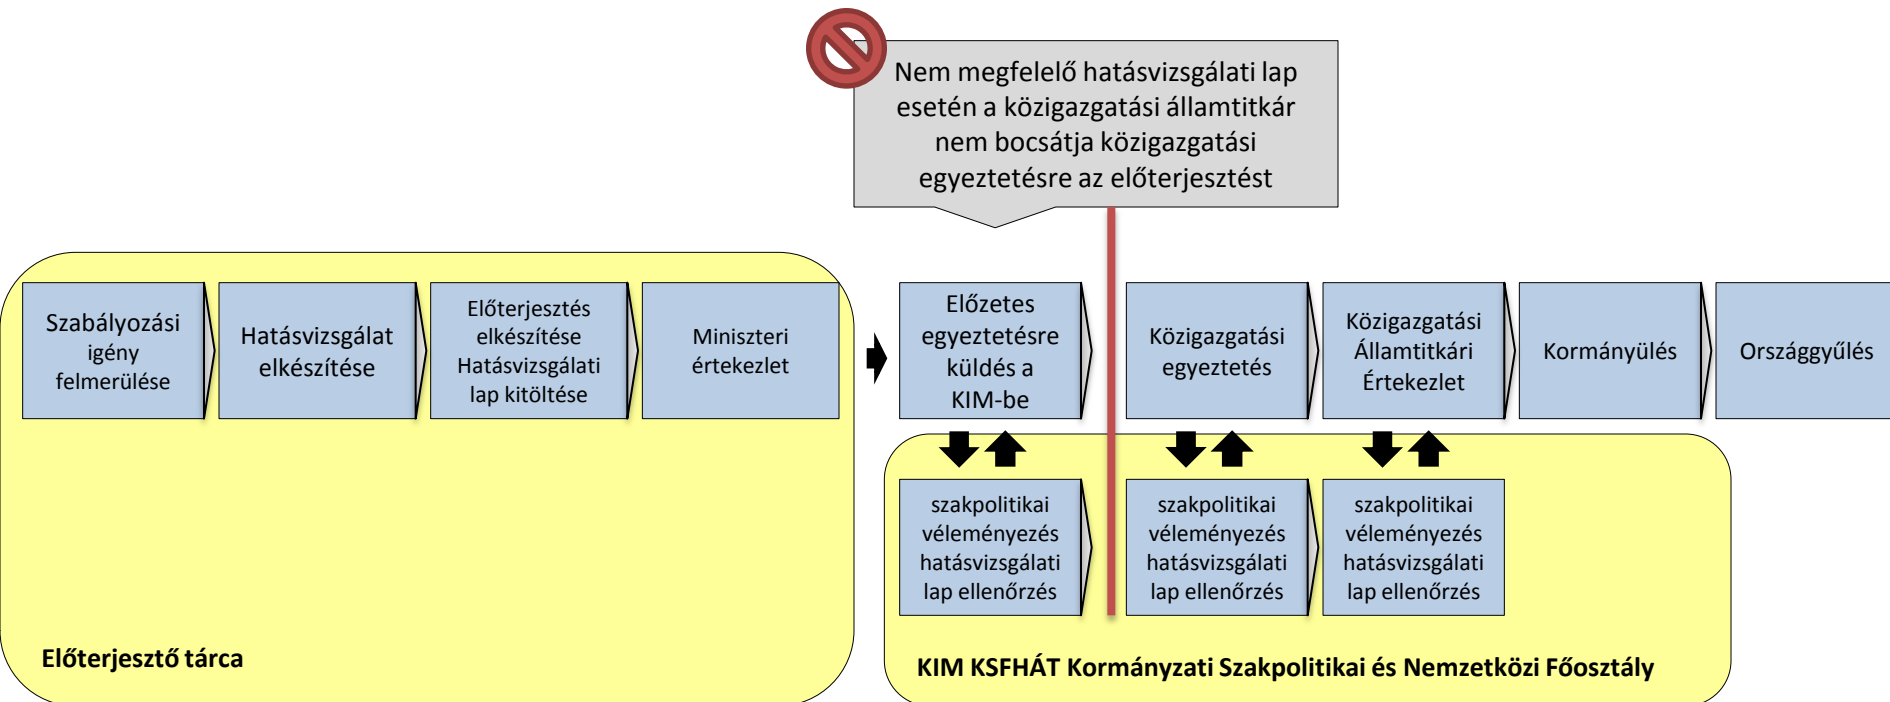 Nem megfelelő hatásvizsgálati lap
esetén a közigazgatási államtitkár
nem bocsátja közigazgatási
egyeztetésre az előterjesztést
Szabályozási
igény
felmerülése
Hatásvizsgálat
elkészítése
Előterjesztés
elkészítése
Hatásvizsgálati
lap kitöltése
Miniszteri
értekezlet
Előzetes
egyeztetésre
küldés a
KIM-be
Közigazgatási
egyeztetés
Közigazgatási
Államtitkári
Értekezlet
Kormányülés
Országgyűlés
szakpolitikai
véleményezés
hatásvizsgálati
lap ellenőrzés
szakpolitikai
véleményezés
hatásvizsgálati
lap ellenőrzés
szakpolitikai
véleményezés
hatásvizsgálati
lap ellenőrzés
Előterjesztő tárca
KIM KSFHÁT Kormányzati Szakpolitikai és Nemzetközi Főosztály